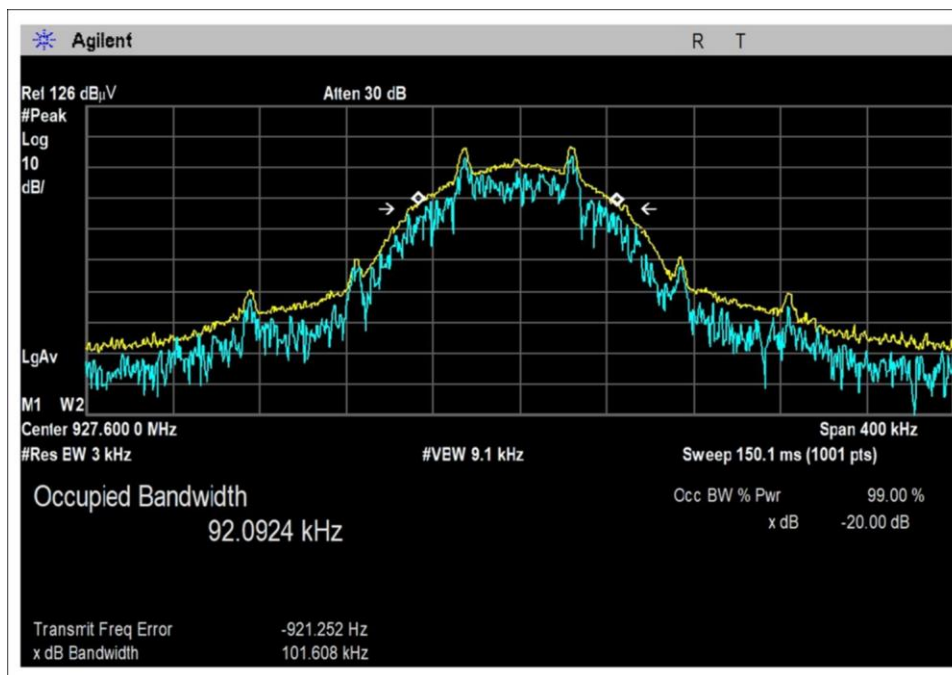 Agilent R T
Ref 126 dBµV Atten 30 dB
#Peak
Log
10
dB/
LgAv
M1 W2
Center 927.600 0 MHz Span 400 kHz
#Res BW 3 kHz #VBW 9.1 kHz Sweep 150.1 ms (1001 pts)
Occupied Bandwidth Occ BW % Pwr 99.00 %
92.0924 kHz x dB -20.00 dB
Transmit Freq Error -921.252 Hz
x dB Bandwidth 101.608 kHz